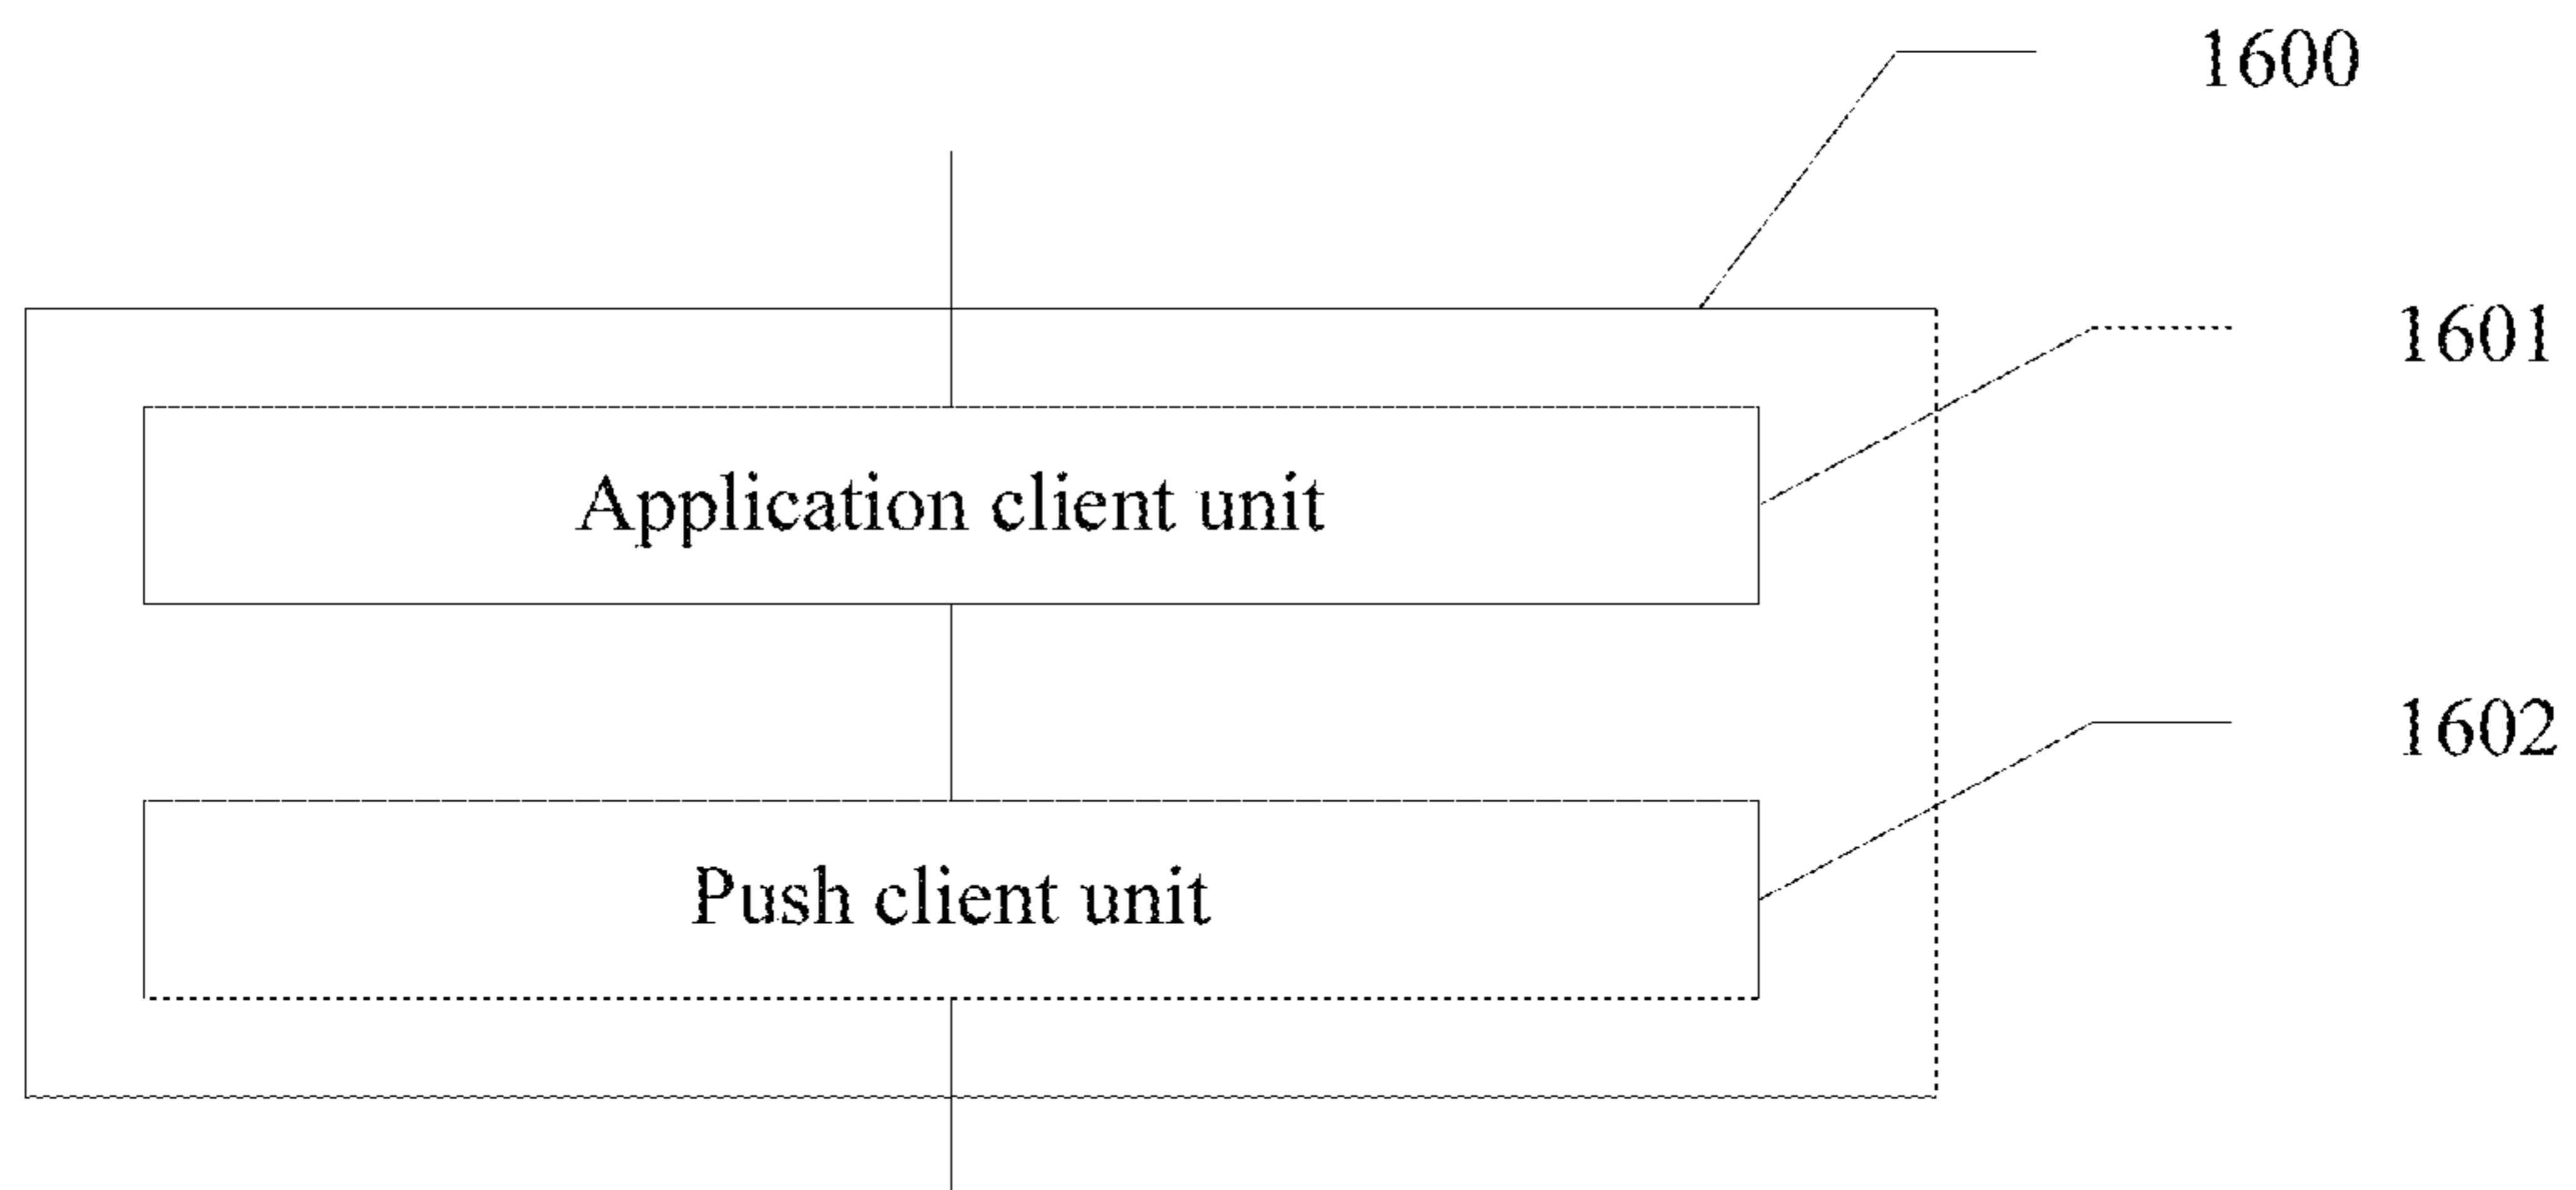 1600
1601
Application client unit
1602
Push client unit